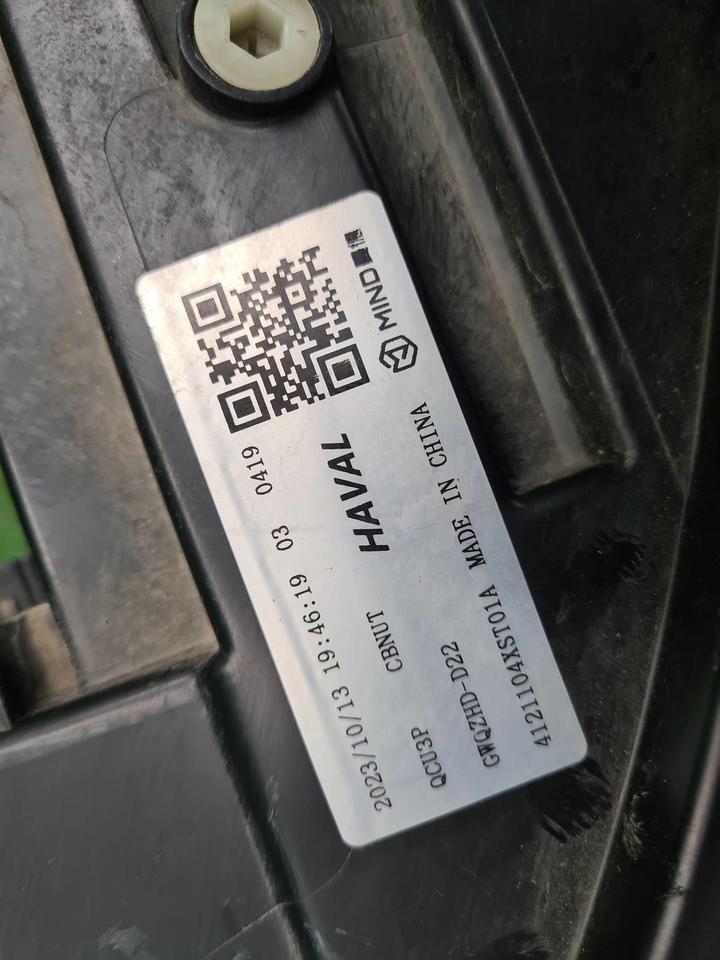 2023/10/13 19:46:19 03 0419
QCU3P CBNUT HAVAL
GWQZHD-D22
4121104XST01A MADE IN CHINA
MIND